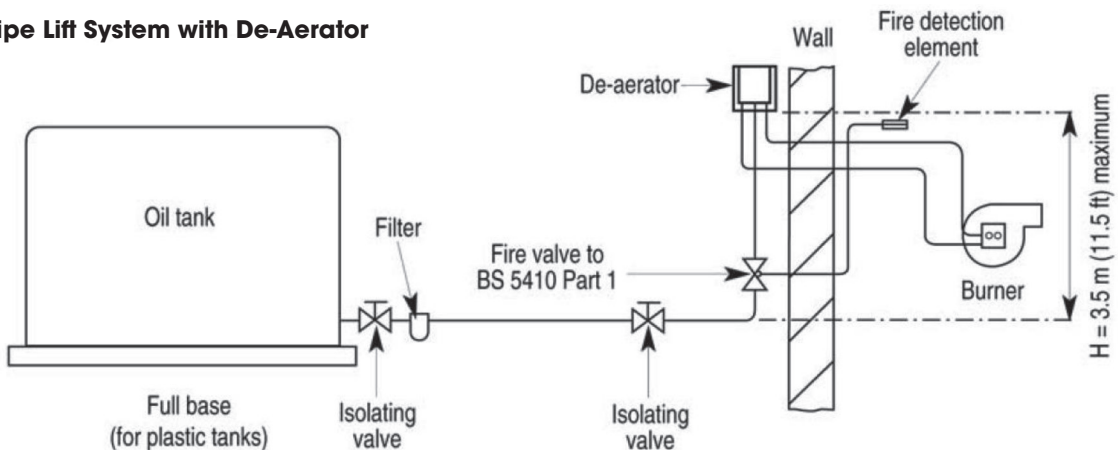 ipe Lift System with De-Aerator
Wall
Fire detection
element
De-aerator
Oil tank
Filter
Fire valve to
BS 5410 Part 1
Burner
H = 3.5 m (11.5 ft) maximum
Full base
(for plastic tanks)
Isolating
valve
Isolating
valve